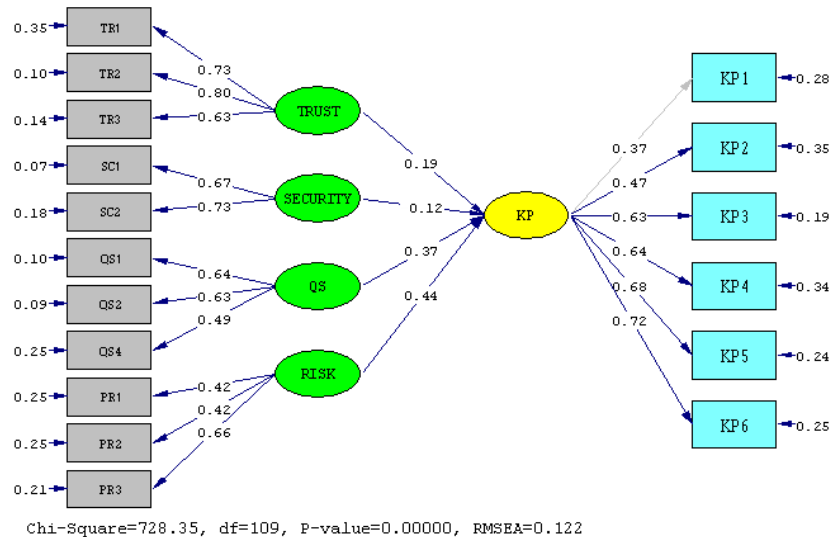 0.35 TR1
0.10 TR2
0.14 TR3
0.07 SC1
0.18 SC2
0.10 QS1
0.09 QS2
0.25 QS4
0.25 PR1
0.25 PR2
0.21 PR3
0.73
0.80
0.63
TRUST
0.67
0.73
SECURITY
0.64
0.63
0.49
QS
0.42
0.42
0.66
RISK
0.19
0.12
0.37
0.44
KP
0.37
0.47
0.63
0.64
0.68
0.72
KP1 0.28
KP2 0.35
KP3 0.19
KP4 0.34
KP5 0.24
KP6 0.25
Chi-Square=728.35, df=109, P-value=0.00000, RMSEA=0.122